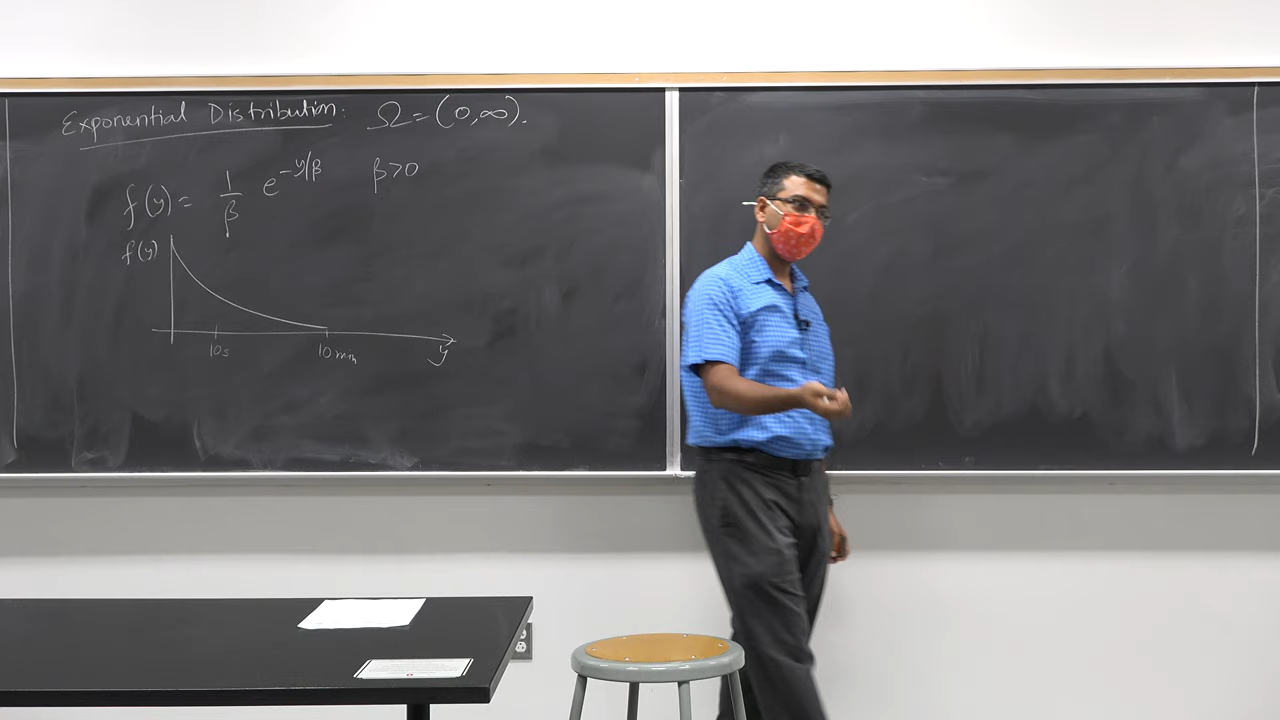 Exponential Distribution: Ω = (0,∞).
f(y) = 1/β e^{-y/β} β>0
f(y)
10s 10 min
y